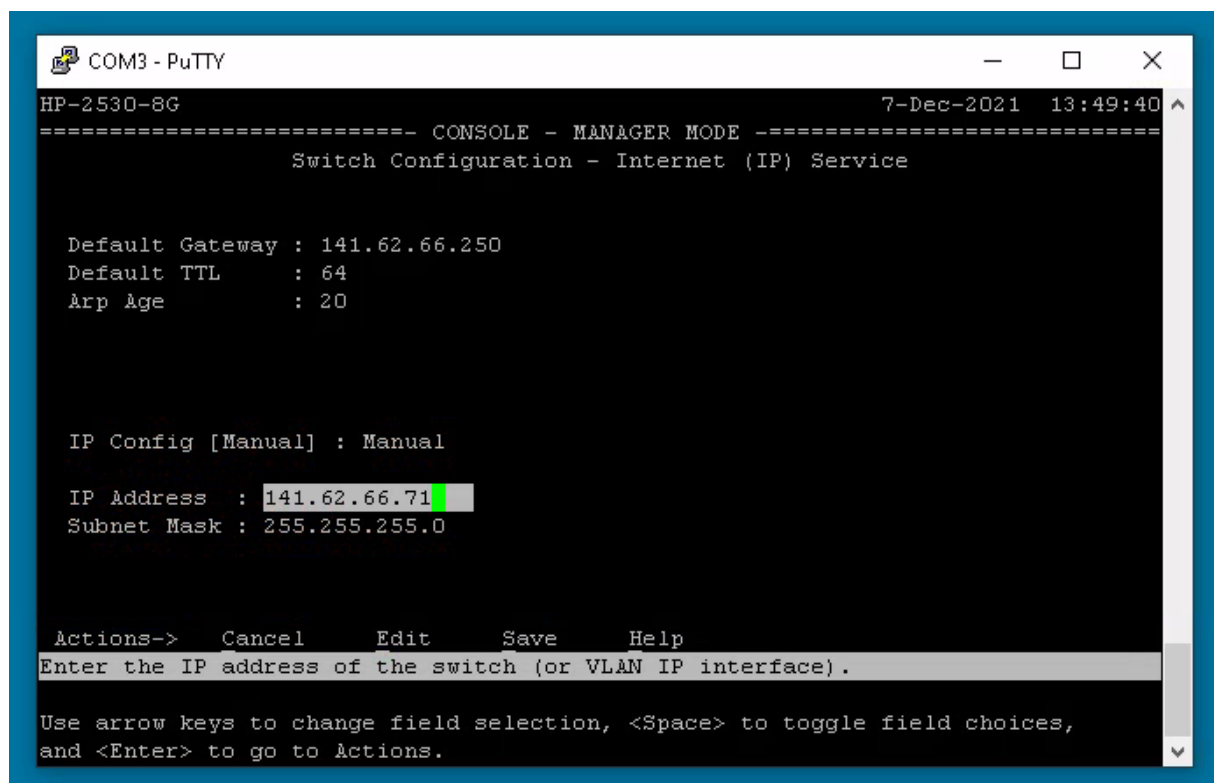 COM3 - PuTTY
HP-2530-8G 7-Dec-2021 13:49:40
==========================- CONSOLE - MANAGER MODE -============================
Switch Configuration - Internet (IP) Service
Default Gateway : 141.62.66.250
Default TTL : 64
Arp Age : 20
IP Config [Manual] : Manual
IP Address : 141.62.66.71
Subnet Mask : 255.255.255.0
Actions-> Cancel Edit Save Help
Enter the IP address of the switch (or VLAN IP interface).
Use arrow keys to change field selection, <Space> to toggle field choices,
and <Enter> to go to Actions.